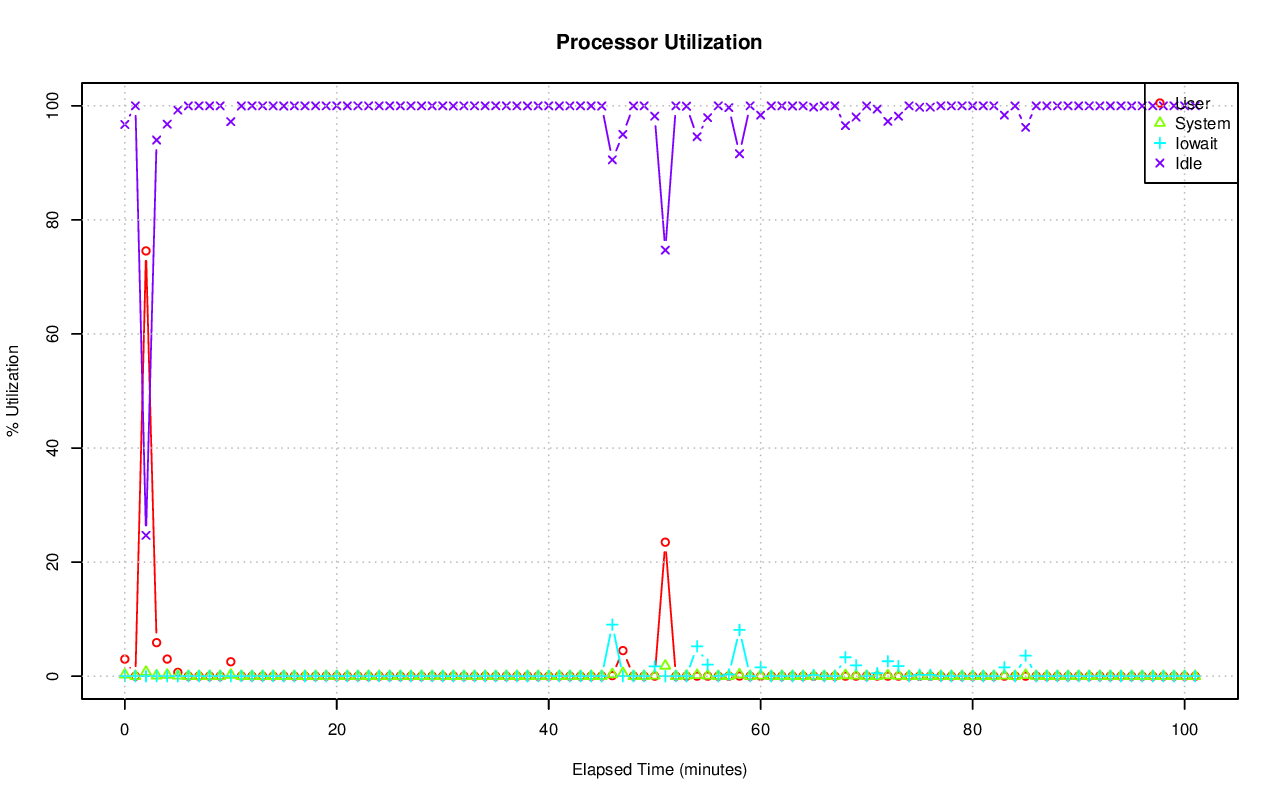 Processor Utilization
% Utilization
100
80
60
40
20
0
User
System
Iowait
Idle
0 20 40 60 80 100
Elapsed Time (minutes)